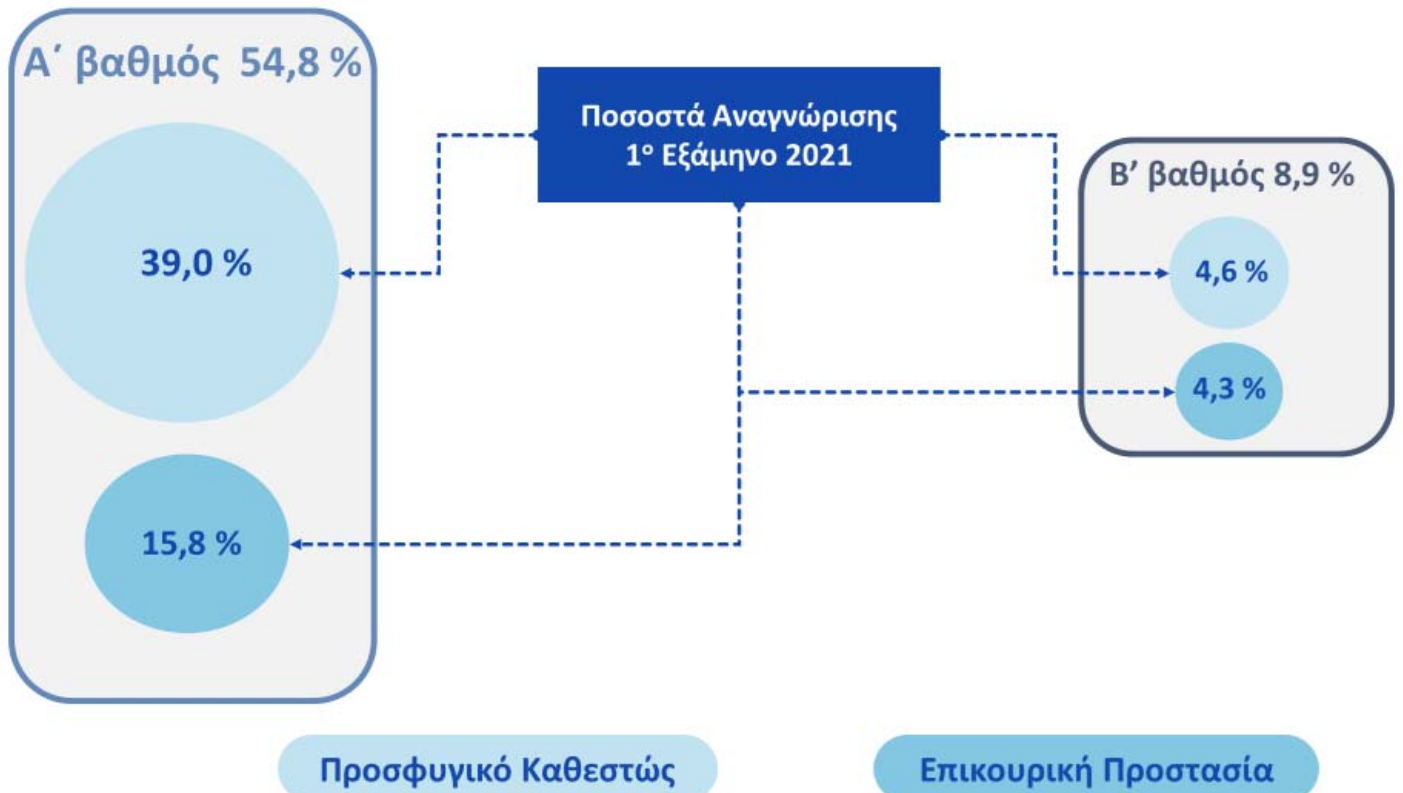 Α΄ βαθμός 54,8 %
39,0 %
15,8 %
Ποσοστά Αναγνώρισης
1ο Εξάμηνο 2021
Β’ βαθμός 8,9 %
4,6 %
4,3 %
Προσφυγικό Καθεστώς
Επικουρική Προστασία